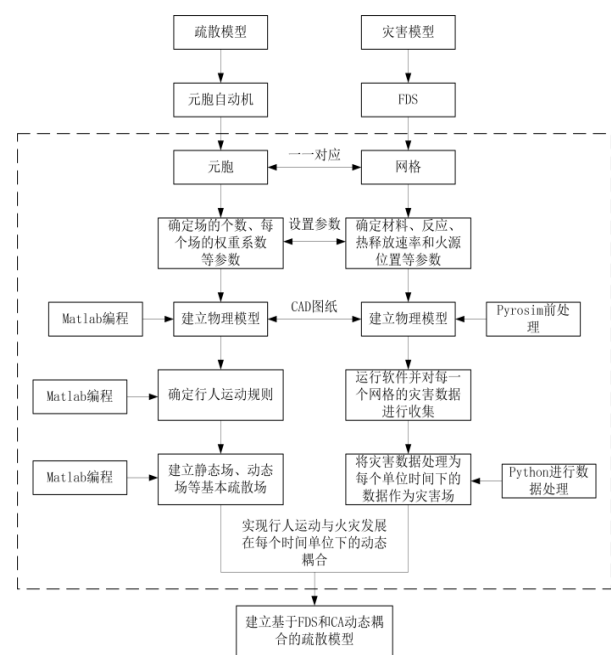 疏散模型
灾害模型
元胞自动机
FDS
元胞
一一对应
网格
确定场的个数、每
个场的权重系数
等参数
设置参数
确定材料、反应、
热释放速率和火源
位置等参数
Matlab编程
建立物理模型
CAD图纸
建立物理模型
Pyrosim前处
理
Matlab编程
确定行人运动规则
运行软件并对每一
个网格的灾害数据
进行收集
Matlab编程
建立静态场、动态
场等基本疏散场
将灾害数据处理为
每个单位时间下的
数据作为灾害场
Python进行数
据处理
实现行人运动与火灾发展
在每个时间单位下的动态
耦合
建立基于FDS和CA动态耦
合的疏散模型